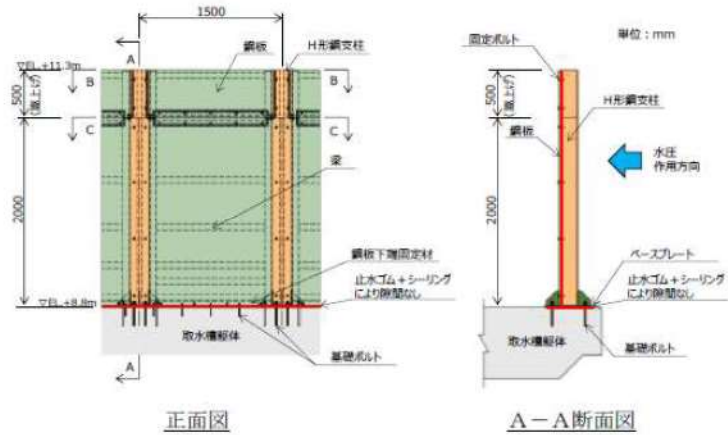 1500
A
鋼板
H形鋼支柱
▽EL.+11.3m
B
B
500
(嵩上げ)
C
C
2000
梁
鋼板下端固定材
止水ゴム+シーリング
により隙間なし
▽EL.+8.8m
取水槽躯体
基礎ボルト
A
正面図
単位:mm
固定ボルト
H形鋼支柱
500
(嵩上げ)
鋼板
水圧
作用方向
2000
ベースプレート
止水ゴム+シーリング
により隙間なし
取水槽躯体
基礎ボルト
A-A断面図